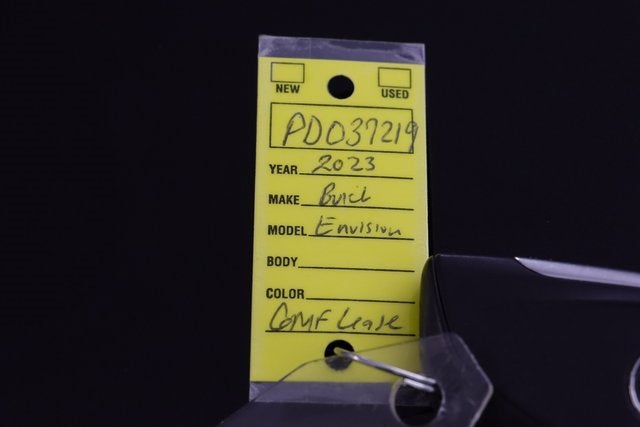 NEW USED
PD037219
YEAR 2023
MAKE Buick
MODEL Envision
BODY
COLOR
GMF Lease